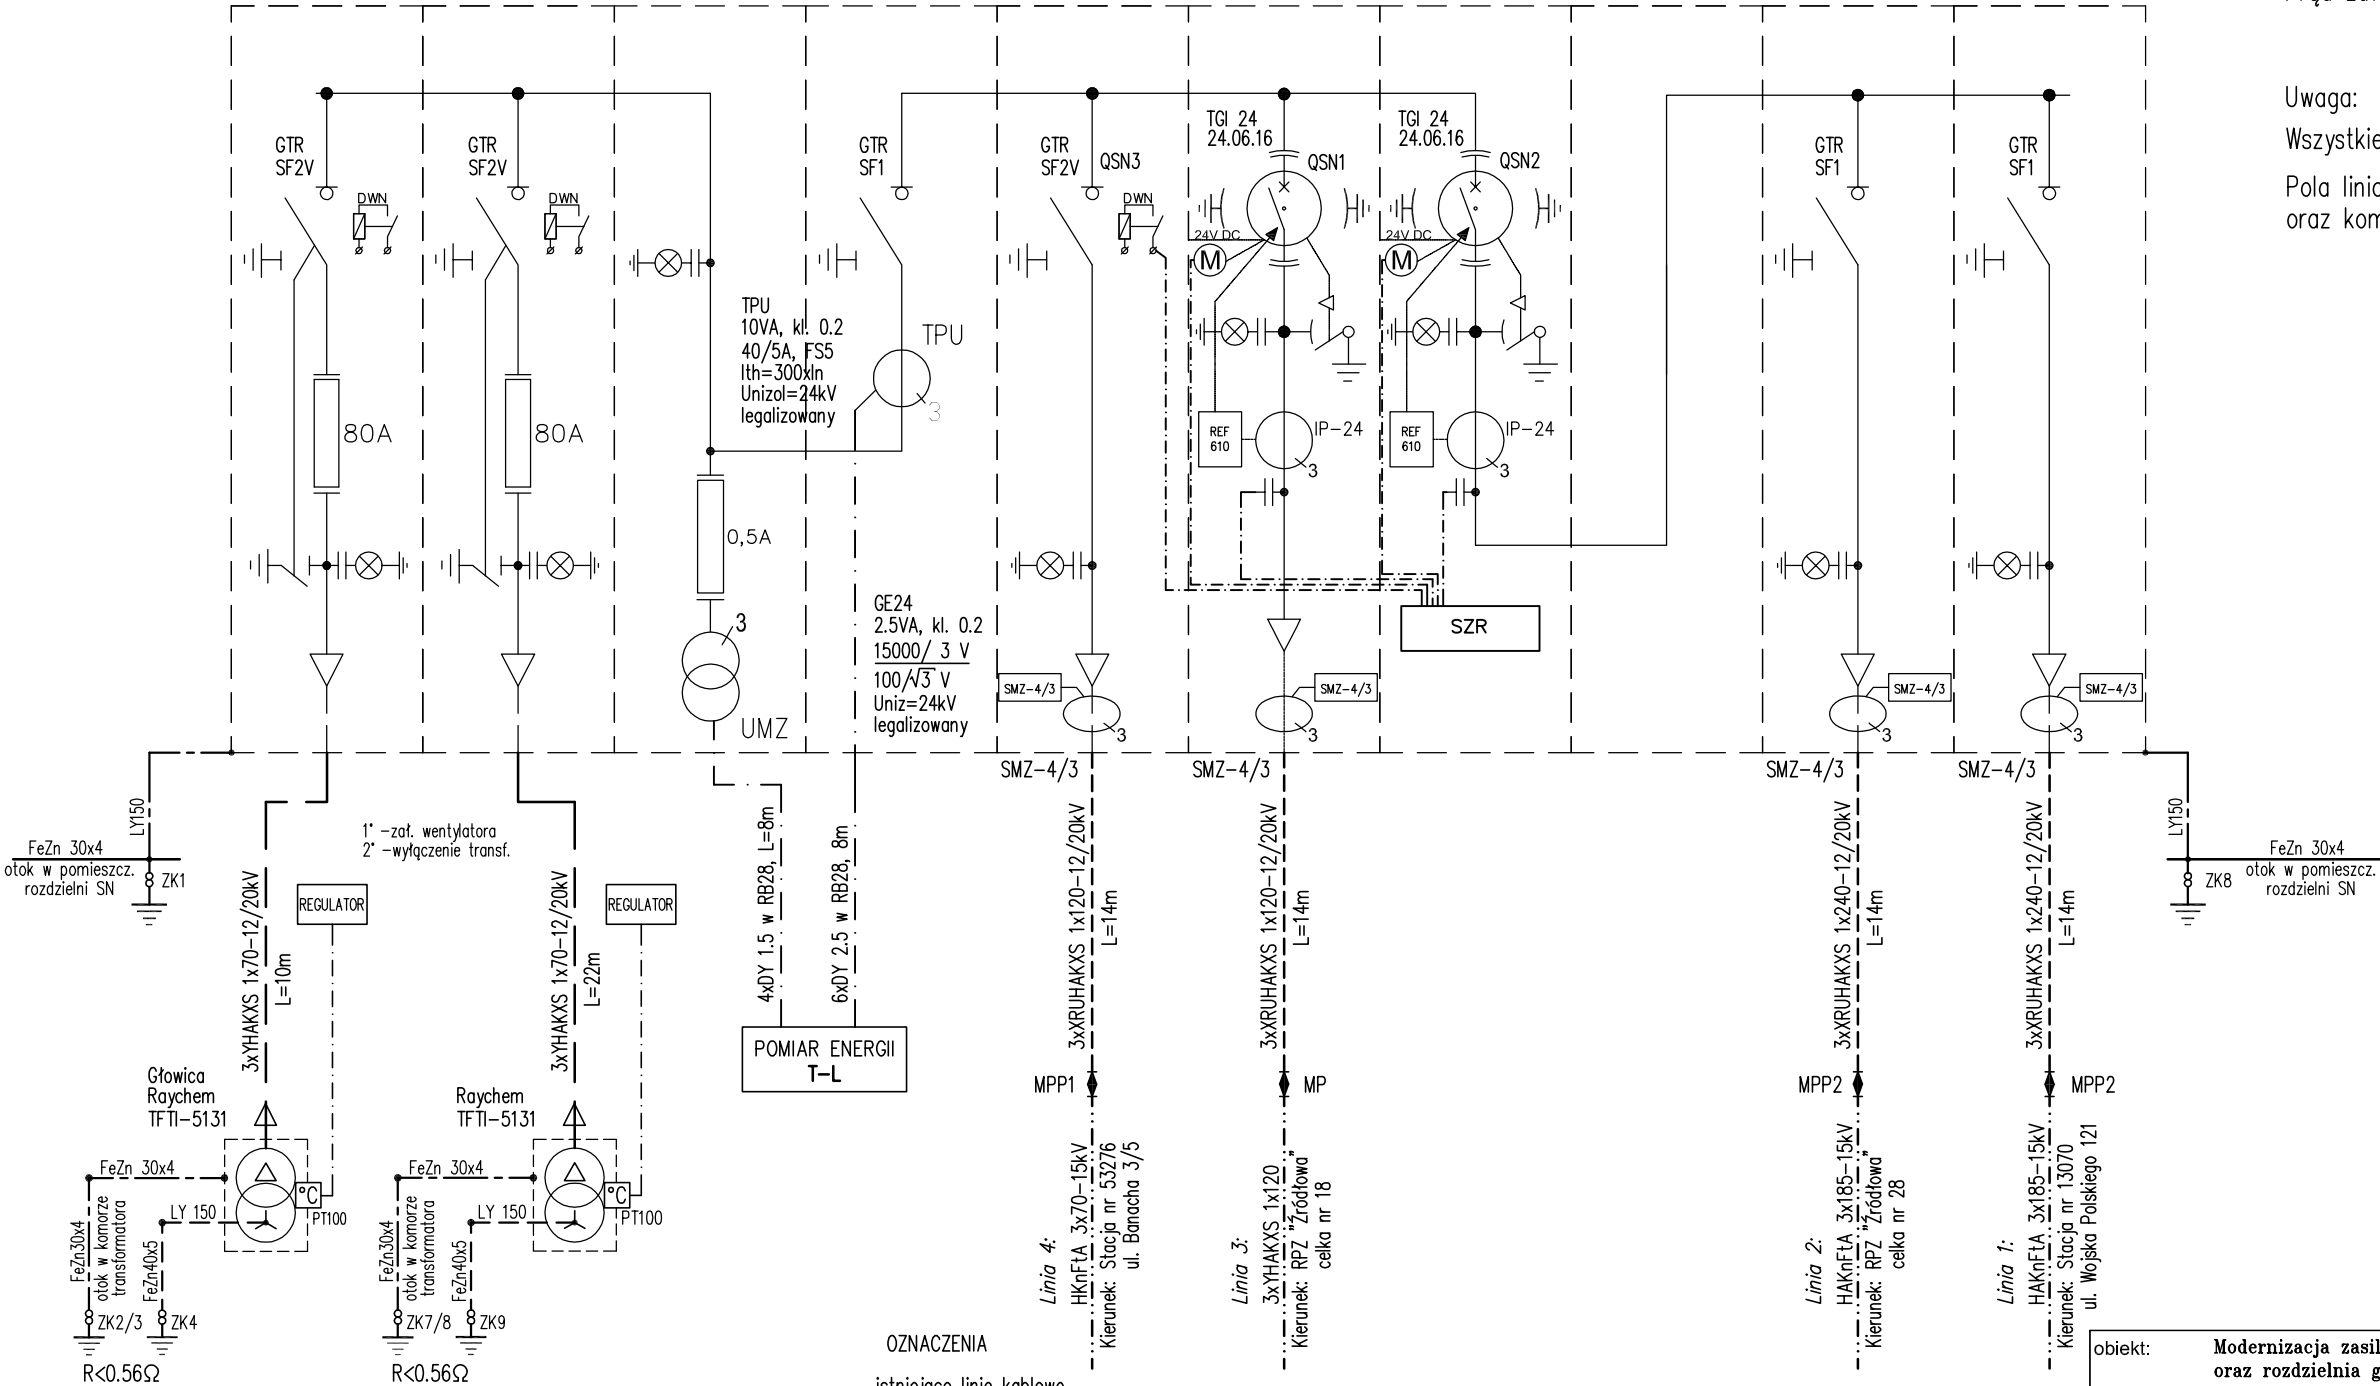 Uwaga:
Wszystkie
Pola linio
oraz kom
GTR
SF2V
DWN
GTR
SF2V
DWN
GTR
SF1
GTR
SF2V
QSN3
DWN
TGI 24
24.06.16
QSN1
24V DC
M
TGI 24
24.06.16
QSN2
24V DC
M
GTR
SF1
GTR
SF1
TPU
10VA, kl. 0.2
40/5A, FS5
Ith=300xIn
Unizol=24kV
legalizowany
TPU
3
80A
80A
REF
610
IP-24
3
REF
610
IP-24
3
0,5A
3
UMZ
GE24
2.5VA, kl. 0.2
15000/ 3 V
100/√3 V
Uniz=24kV
legalizowany
SZR
SMZ-4/3
3
SMZ-4/3
3
SMZ-4/3
3
SMZ-4/3
3
SMZ-4/3
SMZ-4/3
SMZ-4/3
SMZ-4/3
LY150
FeZn 30x4
otok w pomieszcz.
rozdzielni SN
ZK1
1° -zał. wentylatora
2° -wyłączenie transf.
3xYHAKXS 1x70-12/20kV
L=10m
REGULATOR
3xYHAKXS 1x70-12/20kV
L=22m
REGULATOR
4xDY 1.5 w RB28, L=8m
6xDY 2.5 w RB28, 8m
POMIAR ENERGII
T-L
3xXRUHAKXS 1x120-12/20kV
L=14m
3xXRUHAKXS 1x120-12/20kV
L=14m
3xXRUHAKXS 1x240-12/20kV
L=14m
3xXRUHAKXS 1x240-12/20kV
L=14m
LY150
FeZn 30x4
otok w pomieszcz.
rozdzielni SN
ZK8
Głowica
Raychem
TFTI-5131
Raychem
TFTI-5131
MPP1
MP
MPP2
MPP2
FeZn 30x4
LY 150
°C
PT100
FeZn30x4
otok w komorze
transformatora
FeZn40x5
ZK2/3
ZK4
R<0.56Ω
FeZn 30x4
LY 150
°C
PT100
FeZn30x4
otok w komorze
transformatora
FeZn40x5
ZK7/8
ZK9
R<0.56Ω
Linia 4:
HKnFtA 3x70-15kV
Kierunek: Stacja nr 53276
ul. Banacha 3/5
Linia 3:
3xYHAKXS 1x120
Kierunek: RPZ "Źródłowa"
celka nr 18
Linia 2:
HAKnFtA 3x185-15kV
Kierunek: RPZ "Źródłowa"
celka nr 28
Linia 1:
HAKnFtA 3x185-15kV
Kierunek: Stacja nr 13070
ul. Wojska Polskiego 121
OZNACZENIA
istniejące linie kablowe
obiekt:
Modernizacja zasil
oraz rozdzielnia g